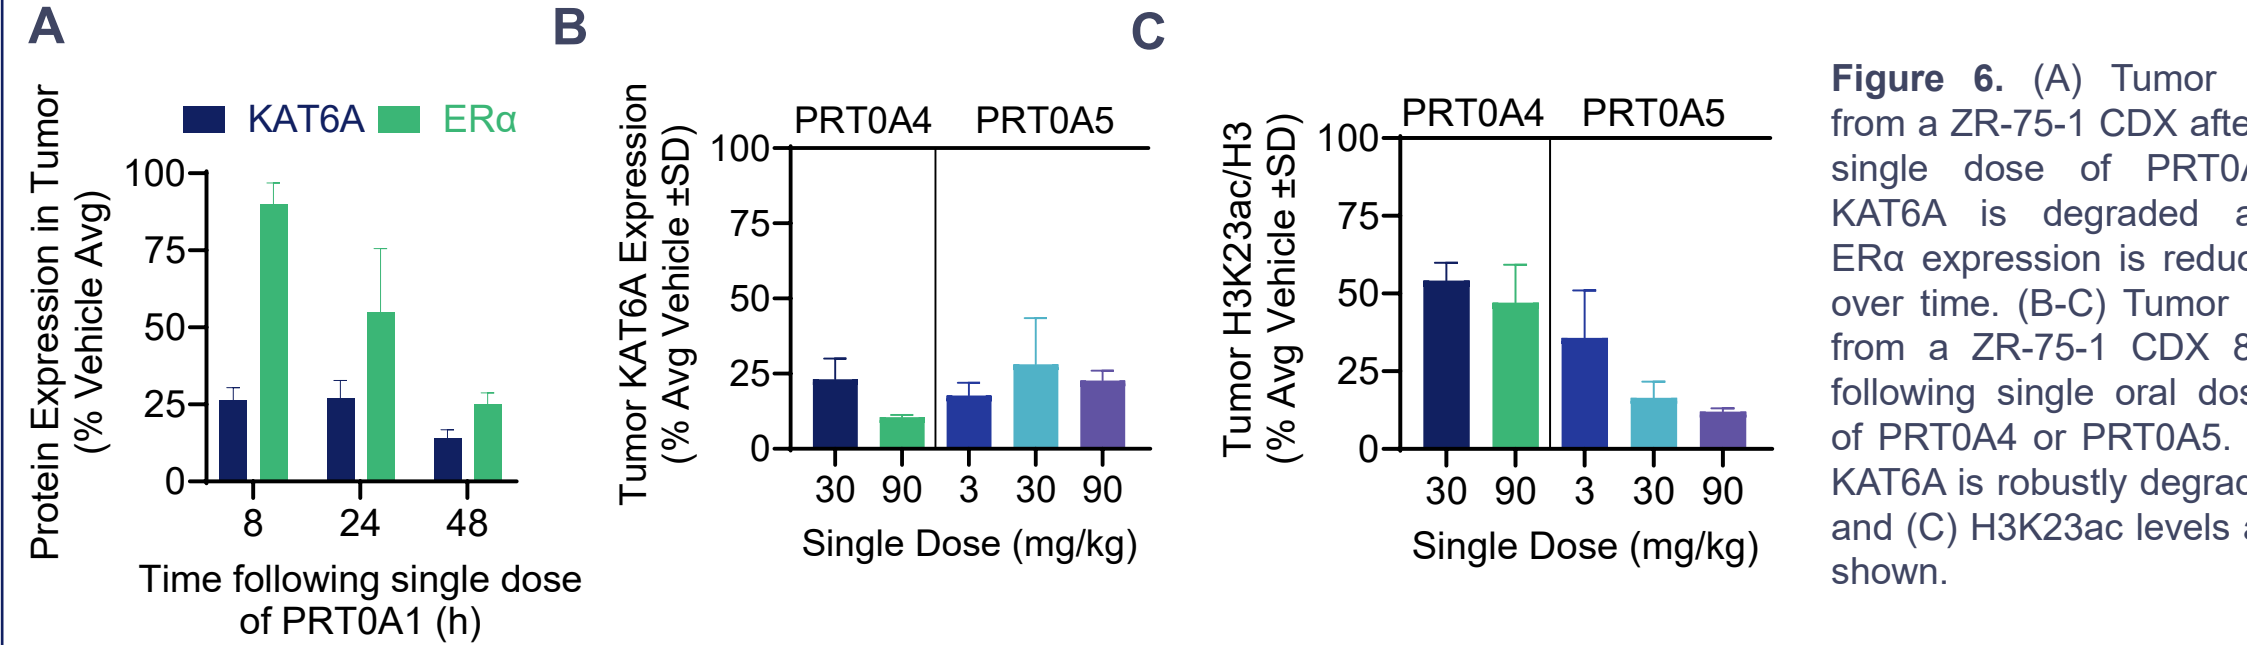 A
Protein Expression in Tumor
(% Vehicle Avg)
KAT6A ERα
100
75
50
25
0
8 24 48
Time following single dose
of PRT0A1 (h)
B
Tumor KAT6A Expression
(% Avg Vehicle ±SD)
PRT0A4 PRT0A5
100
75
50
25
0
30 90 3 30 90
Single Dose (mg/kg)
C
Tumor H3K23ac/H3
(% Avg Vehicle ±SD)
PRT0A4 PRT0A5
100
75
50
25
0
30 90 3 30 90
Single Dose (mg/kg)
Figure 6. (A) Tumor
from a ZR-75-1 CDX afte
single dose of PRT0
KAT6A is degraded a
ERα expression is reduc
over time. (B-C) Tumor
from a ZR-75-1 CDX 8
following single oral dos
of PRT0A4 or PRT0A5.
KAT6A is robustly degrad
and (C) H3K23ac levels a
shown.